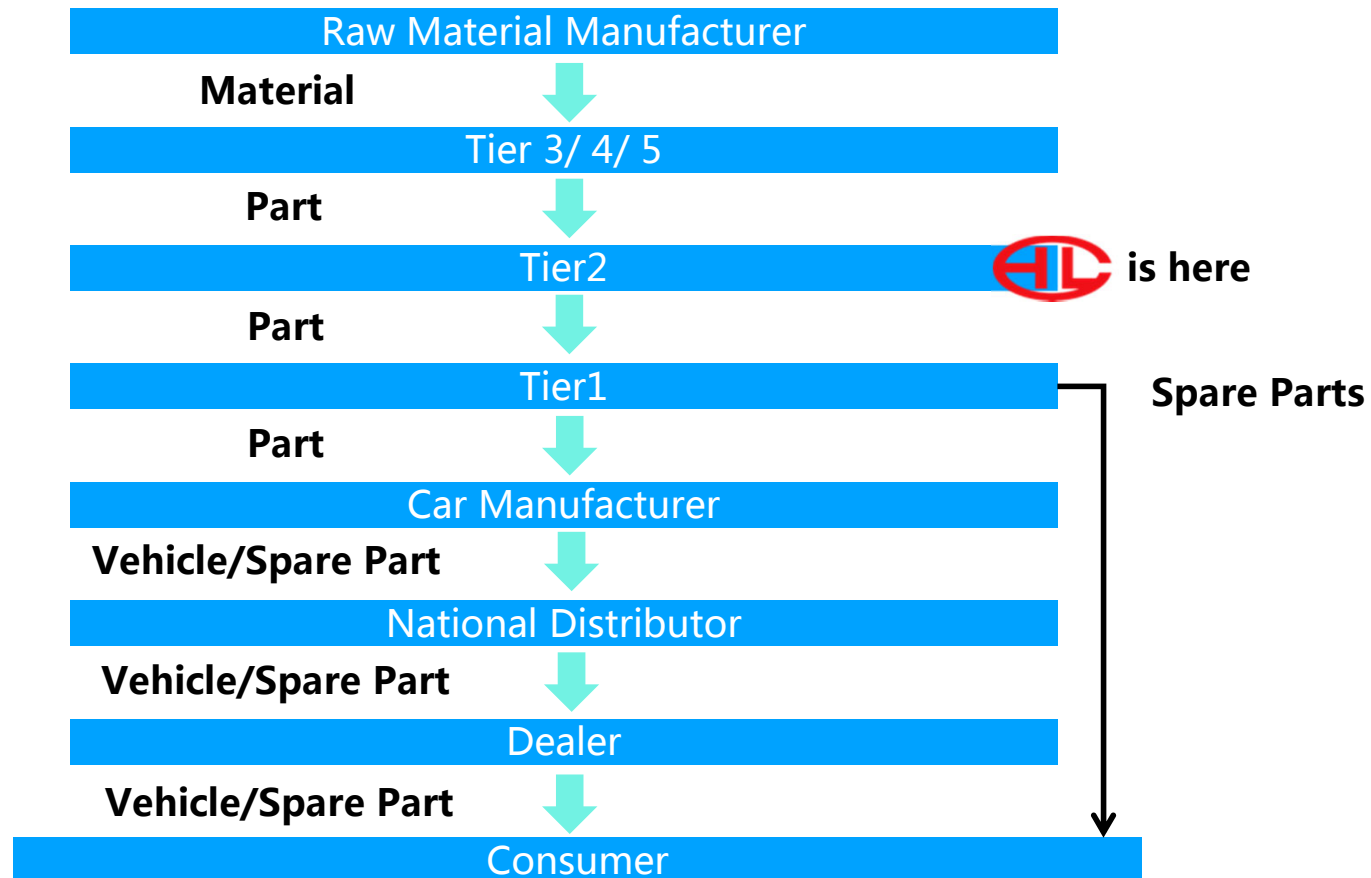 Raw Material Manufacturer
Material
Tier 3/ 4/ 5
Part
Tier2
HLC is here
Part
Tier1
Spare Parts
Part
Car Manufacturer
Vehicle/Spare Part
National Distributor
Vehicle/Spare Part
Dealer
Vehicle/Spare Part
Consumer